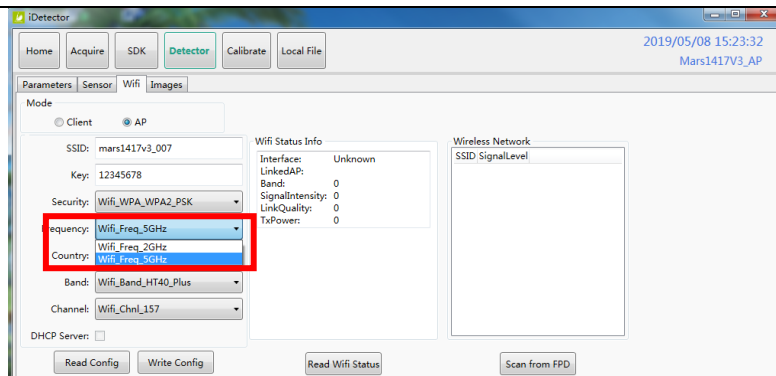 iDetector
Home Acquire SDK Detector Calibrate Local File
2019/05/08 15:23:32
Mars1417V3_AP
Parameters Sensor Wifi Images
Mode
Client AP
SSID: mars1417v3_007
Key: 12345678
Security: Wifi_WPA_WPA2_PSK
Frequency: Wifi_Freq_5GHz
Wifi_Freq_2GHz
Wifi_Freq_5GHz
Country:
Band: Wifi_Band_HT40_Plus
Channel: Wifi_Chnl_157
DHCP Server:
Read Config Write Config
Wifi Status Info
Interface: Unknown
LinkedAP:
Band: 0
SignalIntensity: 0
LinkQuality: 0
TxPower: 0
Read Wifi Status
Wireless Network
SSID SignalLevel
Scan from FPD